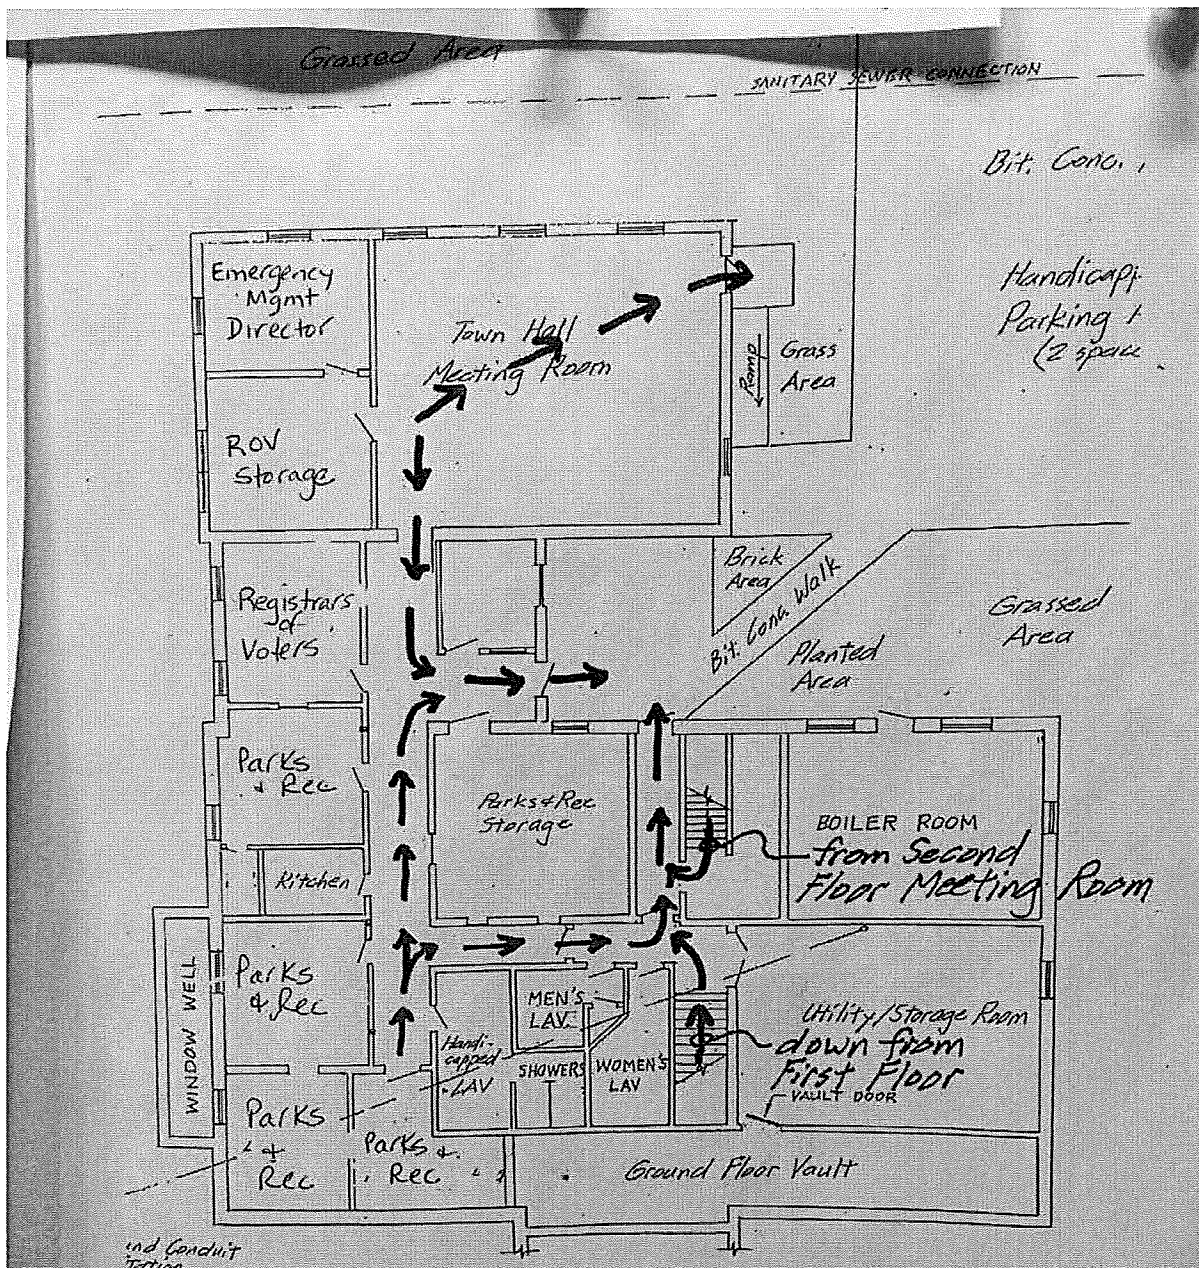 Grassed Area
SANITARY SEWER CONNECTION
Bit. Conc.
Handicap
Parking
(2 space
Emergency
Mgmt
Director
Town Hall
Meeting Room
Ramp
Grass
Area
ROV
Storage
Registrars
of
Voters
Brick
Area
Bit. Conc. Walk
Planted
Area
Grassed
Area
Parks
& Rec
Parks & Rec
Storage
BOILER ROOM
from Second
Floor Meeting Room
Kitchen
WINDOW WELL
Parks
& Rec
MEN'S
LAV.
Handi-
capped
LAV
SHOWERS
WOMEN'S
LAV
Utility/Storage Room
down from
First Floor
VAULT DOOR
Parks
&
Rec
Parks &
Rec
Ground Floor Vault
ind Conduit